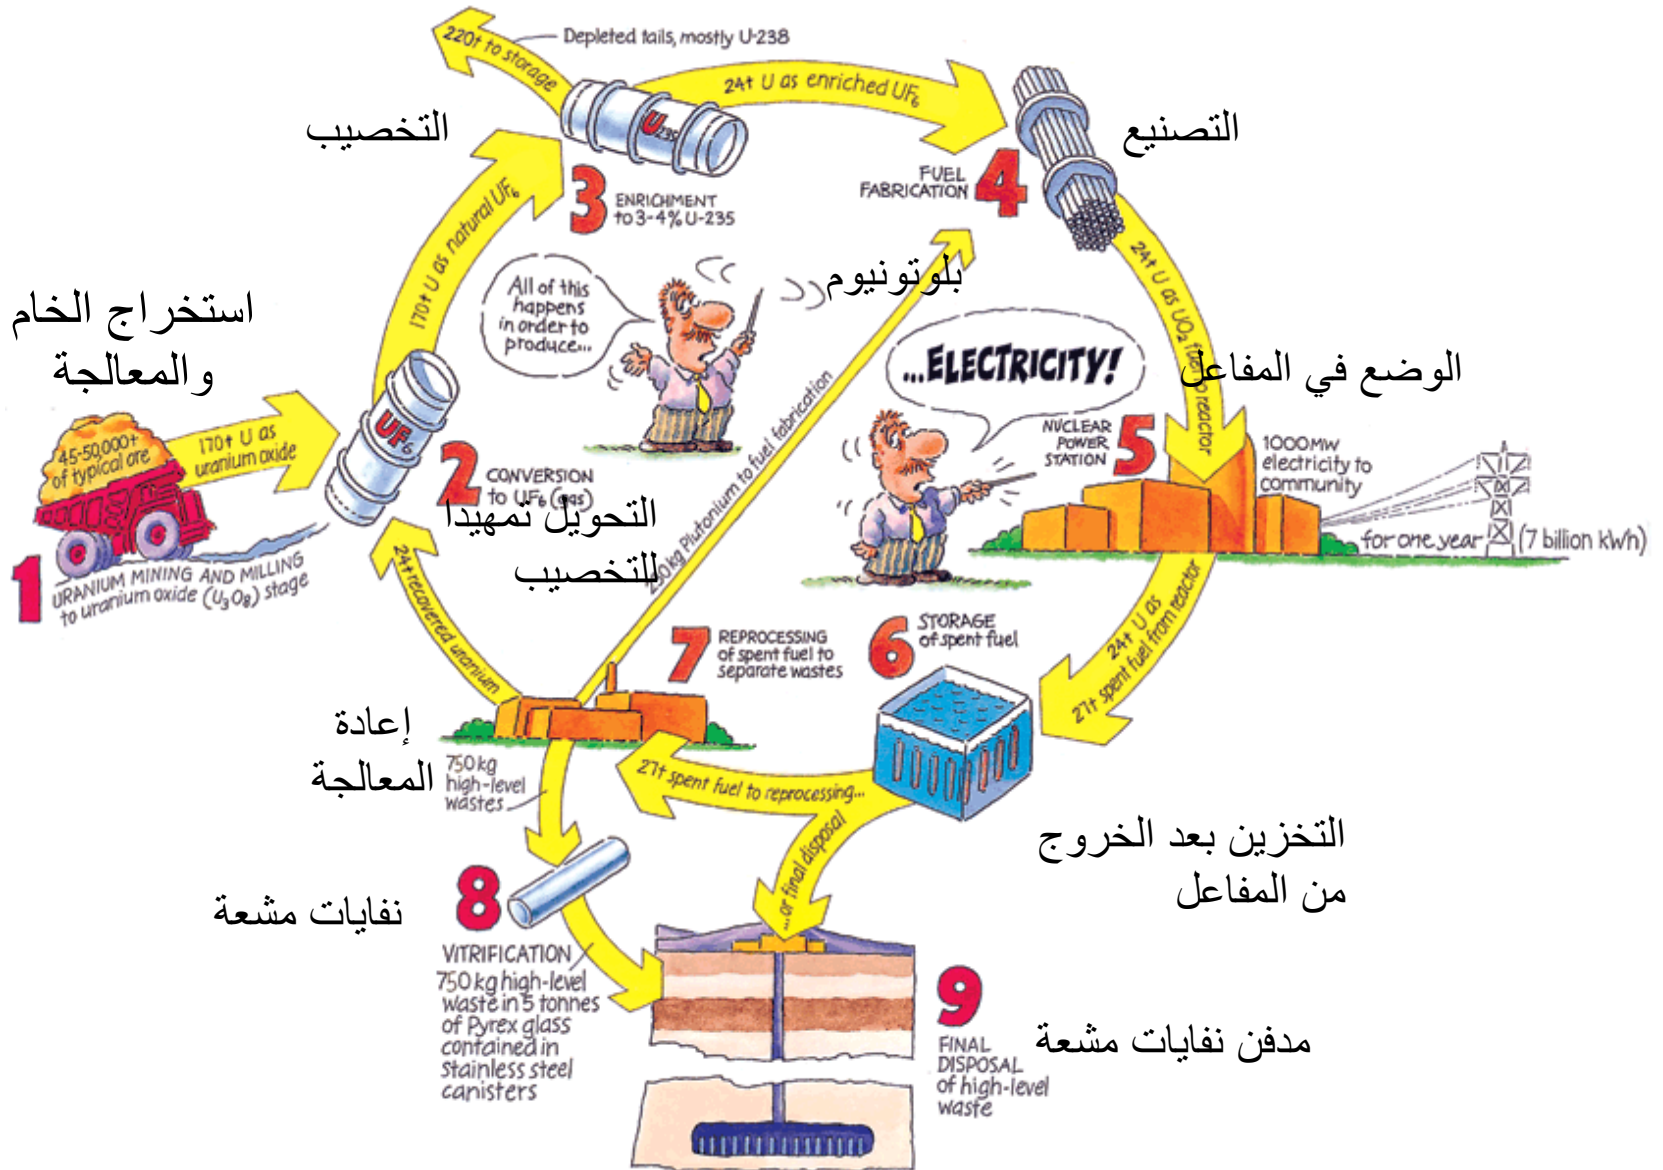 220t to storage
Depleted tails, mostly U-238
24t U as enriched UF₆
التخصيب
U235
التصنيع
3
ENRICHMENT
to 3-4% U-235
FUEL
FABRICATION
4
170t U as natural UF₆
All of this
happens
in order to
produce...
بلوتونيوم
24t U as UO₂ fuel to reactor
استخراج الخام
والمعالجة
...ELECTRICITY!
الوضع في المفاعل
45-50,000t
of typical ore
170t U as
uranium oxide
UF₆
2
CONVERSION
to UF₆ (gas)
التحويل تمهيدا
للتخصيب
230 kg Plutonium to fuel fabrication
NUCLEAR
POWER
STATION
5
1000MW
electricity to
community
for one year
(7 billion kWh)
1
URANIUM MINING AND MILLING
to uranium oxide (U₃O₈) stage
24t recovered uranium
7
REPROCESSING
of spent fuel to
separate wastes
6
STORAGE
of spent fuel
24t U as
27t spent fuel from reactor
إعادة
المعالجة
750 kg
high-level
wastes
27t spent fuel to reprocessing...
...or final disposal
التخزين بعد الخروج
من المفاعل
نفايات مشعة
8
VITRIFICATION
750 kg high-level
waste in 5 tonnes
of Pyrex glass
contained in
stainless steel
canisters
9
FINAL
DISPOSAL
of high-level
waste
مدفن نفايات مشعة